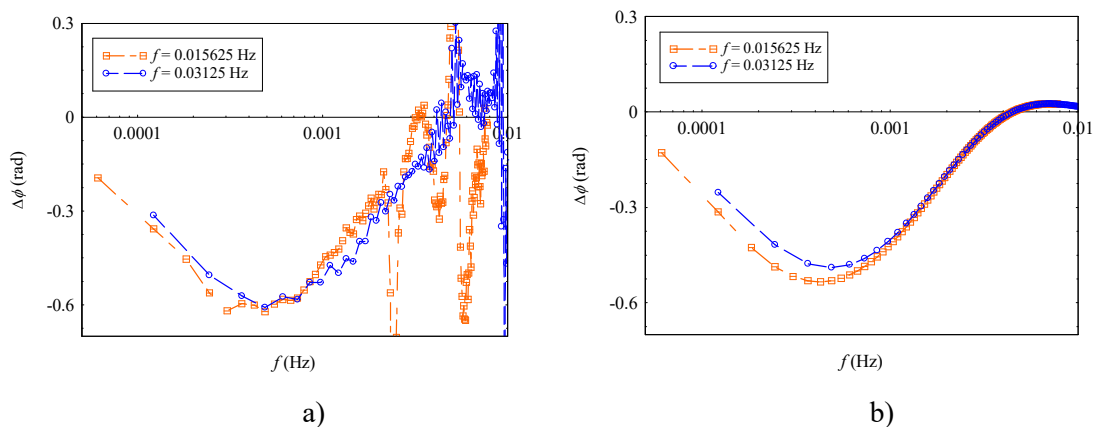 0.3
0
-0.3
-0.6
Δϕ (rad)
f = 0.015625 Hz
f = 0.03125 Hz
0.0001
0.001
0.01
f (Hz)
a)
0.3
0
-0.3
-0.6
Δϕ (rad)
f = 0.015625 Hz
f = 0.03125 Hz
0.0001
0.001
0.01
f (Hz)
b)